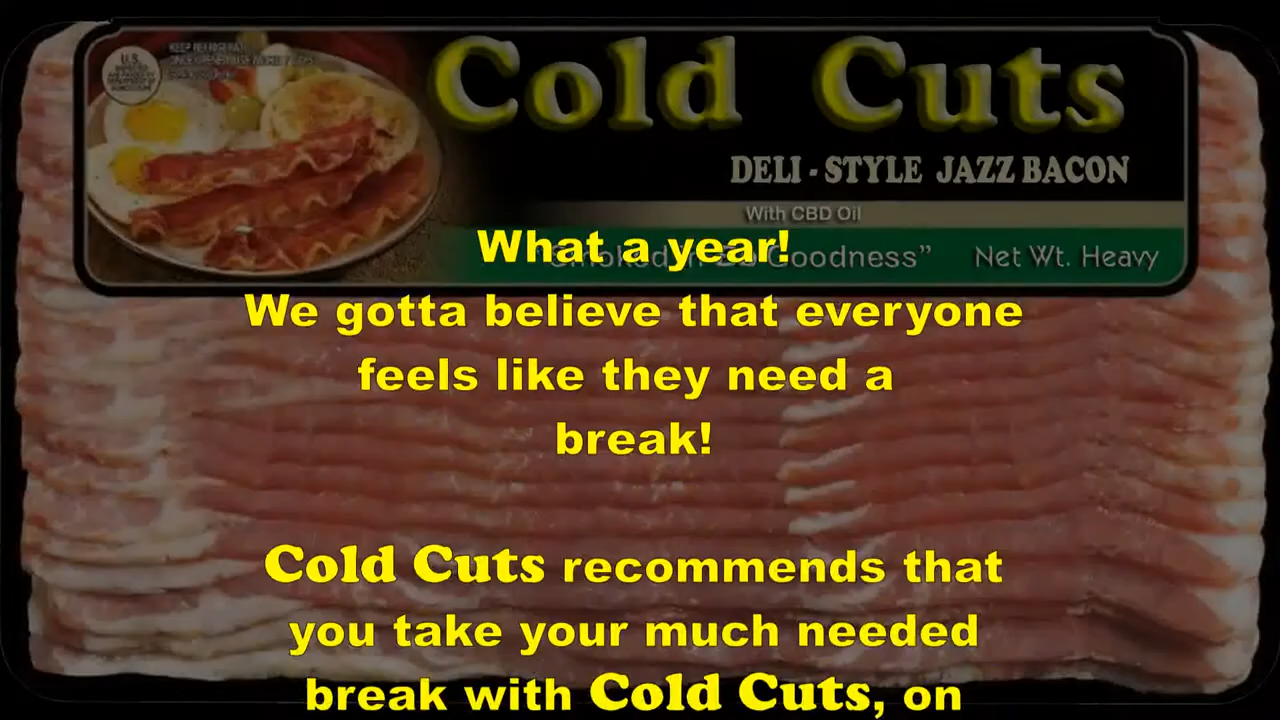 U.S.
Cold Cuts
DELI - STYLE JAZZ BACON
With CBD Oil
Goodness” Net Wt. Heavy
What a year!
We gotta believe that everyone
feels like they need a
break!
Cold Cuts recommends that
you take your much needed
break with Cold Cuts, on